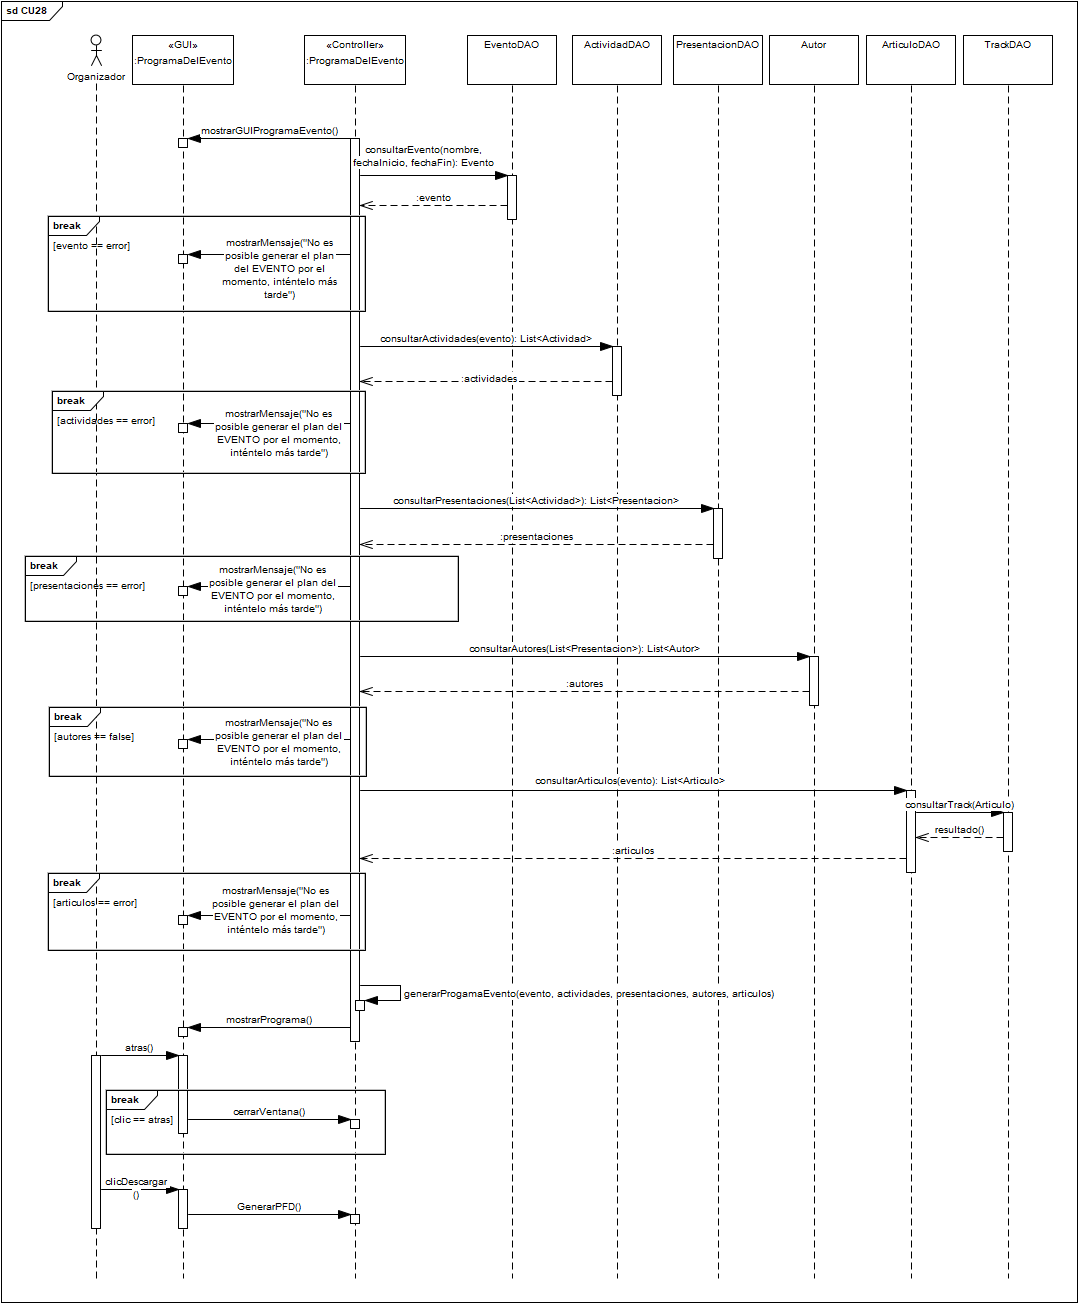 sd CU28
Organizador
«GUI»
:ProgramaDelEvento
«Controller»
:ProgramaDelEvento
EventoDAO
ActividadDAO
PresentacionDAO
Autor
ArticuloDAO
TrackDAO
mostrarGUIProgramaEvento()
consultarEvento(nombre,
fechaInicio, fechaFin): Evento
:evento
break
[evento == error]
mostrarMensaje("No es
posible generar el plan
del EVENTO por el
momento, inténtelo más
tarde")
consultarActividades(evento): List<Actividad>
:actividades
break
[actividades == error]
mostrarMensaje("No es
posible generar el plan del
EVENTO por el momento,
inténtelo más tarde")
consultarPresentaciones(List<Actividad>): List<Presentacion>
:presentaciones
break
[presentaciones == error]
mostrarMensaje("No es
posible generar el plan del
EVENTO por el momento,
inténtelo más tarde")
consultarAutores(List<Presentacion>): List<Autor>
:autores
break
[autores == false]
mostrarMensaje("No es
posible generar el plan del
EVENTO por el momento,
inténtelo más tarde")
consultarArticulos(evento): List<Articulo>
consultarTrack(Articulo)
resultado()
:articulos
break
[articulos == error]
mostrarMensaje("No es
posible generar el plan del
EVENTO por el momento,
inténtelo más tarde")
generarProgamaEvento(evento, actividades, presentaciones, autores, articulos)
mostrarPrograma()
atras()
break
[clic == atras]
cerrarVentana()
clicDescargar
()
GenerarPFD()